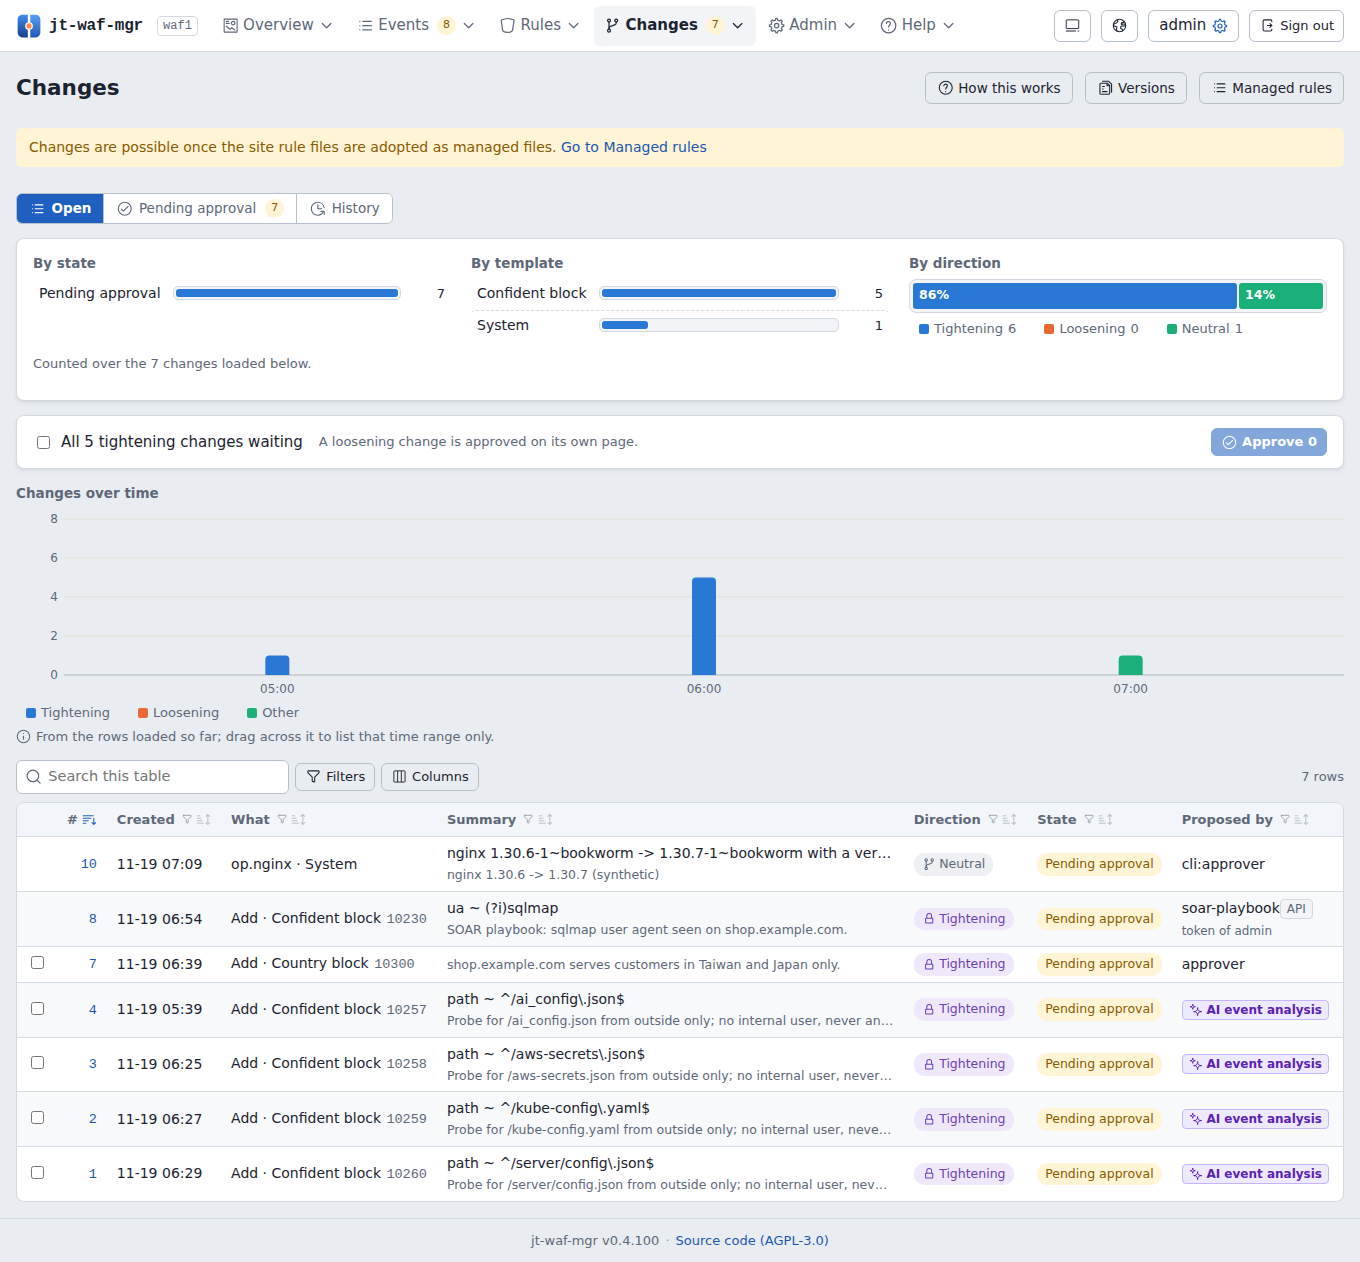 jt-waf-mgr waf1 Overview Events 8 Rules Changes 7 Admin Help admin Sign out
Changes How this works Versions Managed rules
Changes are possible once the site rule files are adopted as managed files. Go to Managed rules
Open Pending approval 7 History
By state By template By direction
Pending approval 7 Confident block 5 86% 14%
System 1 Tightening 6 Loosening 0 Neutral 1
Counted over the 7 changes loaded below.
All 5 tightening changes waiting A loosening change is approved on its own page. Approve 0
Changes over time
8
6
4
2
0
05:00 06:00 07:00
Tightening Loosening Other
From the rows loaded so far; drag across it to list that time range only.
Search this table Filters Columns 7 rows
# Created What Summary Direction State Proposed by
10 11-19 07:09 op.nginx · System nginx 1.30.6-1~bookworm -> 1.30.7-1~bookworm with a ver… Neutral Pending approval cli:approver
nginx 1.30.6 -> 1.30.7 (synthetic)
8 11-19 06:54 Add · Confident block 10230 ua ~ (?i)sqlmap Tightening Pending approval soar-playbook API
SOAR playbook: sqlmap user agent seen on shop.example.com. token of admin
7 11-19 06:39 Add · Country block 10300 shop.example.com serves customers in Taiwan and Japan only. Tightening Pending approval approver
4 11-19 05:39 Add · Confident block 10257 path ~ ^/ai_config\.json$ Tightening Pending approval AI event analysis
Probe for /ai_config.json from outside only; no internal user, never an…
3 11-19 06:25 Add · Confident block 10258 path ~ ^/aws-secrets\.json$ Tightening Pending approval AI event analysis
Probe for /aws-secrets.json from outside only; no internal user, never…
2 11-19 06:27 Add · Confident block 10259 path ~ ^/kube-config\.yaml$ Tightening Pending approval AI event analysis
Probe for /kube-config.yaml from outside only; no internal user, neve…
1 11-19 06:29 Add · Confident block 10260 path ~ ^/server/config\.json$ Tightening Pending approval AI event analysis
Probe for /server/config.json from outside only; no internal user, nev…
jt-waf-mgr v0.4.100 · Source code (AGPL-3.0)